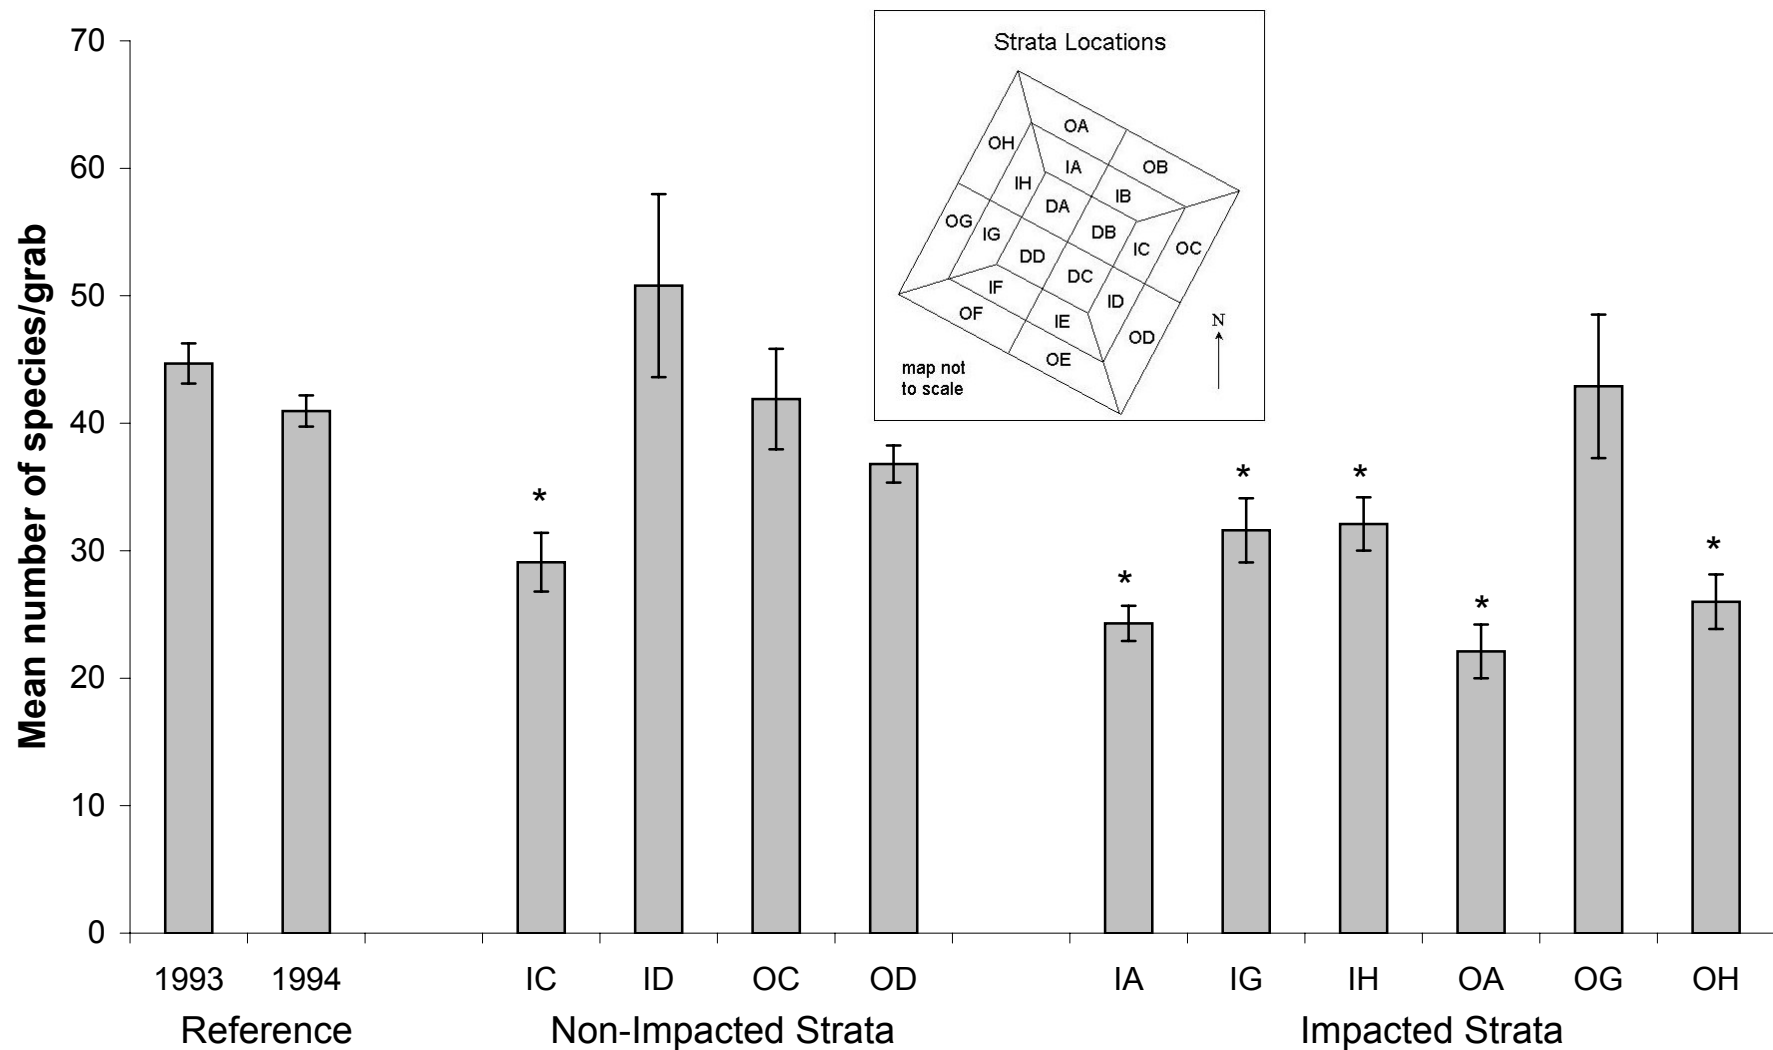 Mean number of species/grab
70
60
50
40
30
20
10
0
Strata Locations
OA
OH
OB
IA
IH
IB
DA
OG
IG
DB
IC
OC
DD
DC
IF
ID
OF
IE
OD
OE
N
map not
to scale
*
*
*
*
*
*
1993 1994 IC ID OC OD IA IG IH OA OG OH
Reference Non-Impacted Strata Impacted Strata